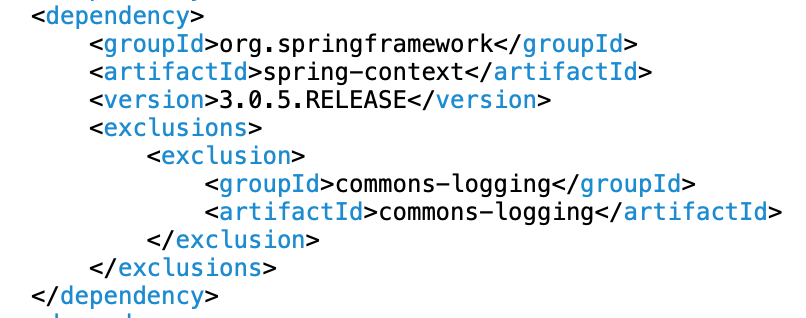 <dependency>
<groupId>org.springframework</groupId>
<artifactId>spring-context</artifactId>
<version>3.0.5.RELEASE</version>
<exclusions>
<exclusion>
<groupId>commons-logging</groupId>
<artifactId>commons-logging</artifactId>
</exclusion>
</exclusions>
</dependency>